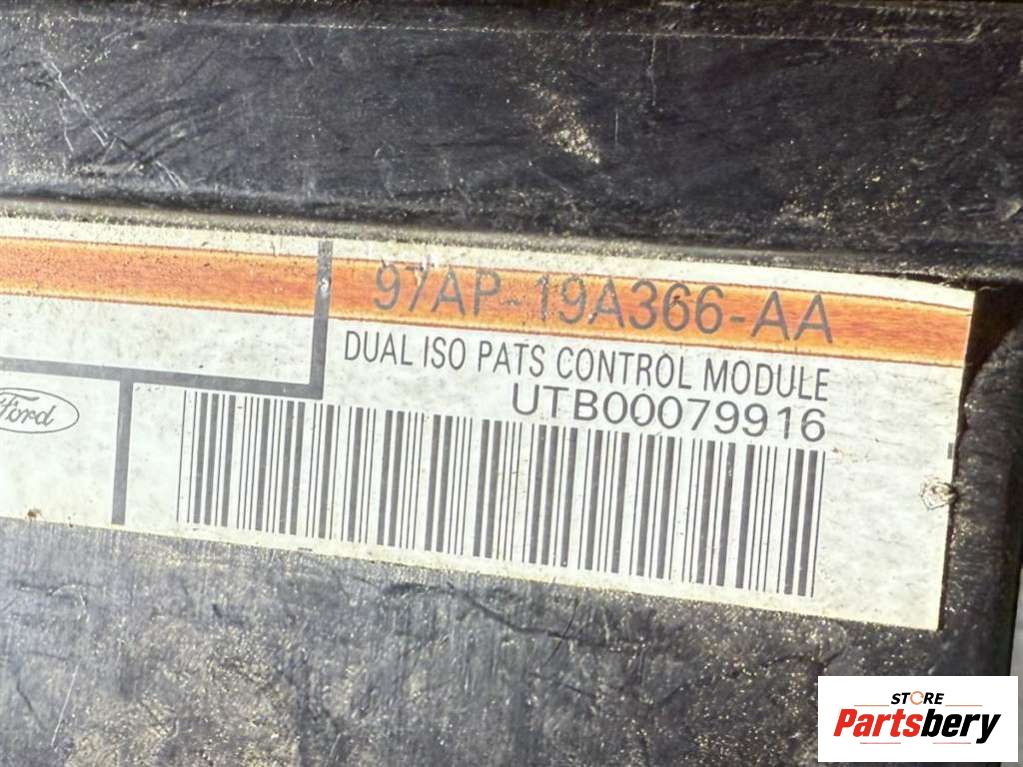 97AP-19A366-AA
DUAL ISO PATS CONTROL MODULE
UTB00079916
Ford
STORE
Partsbery